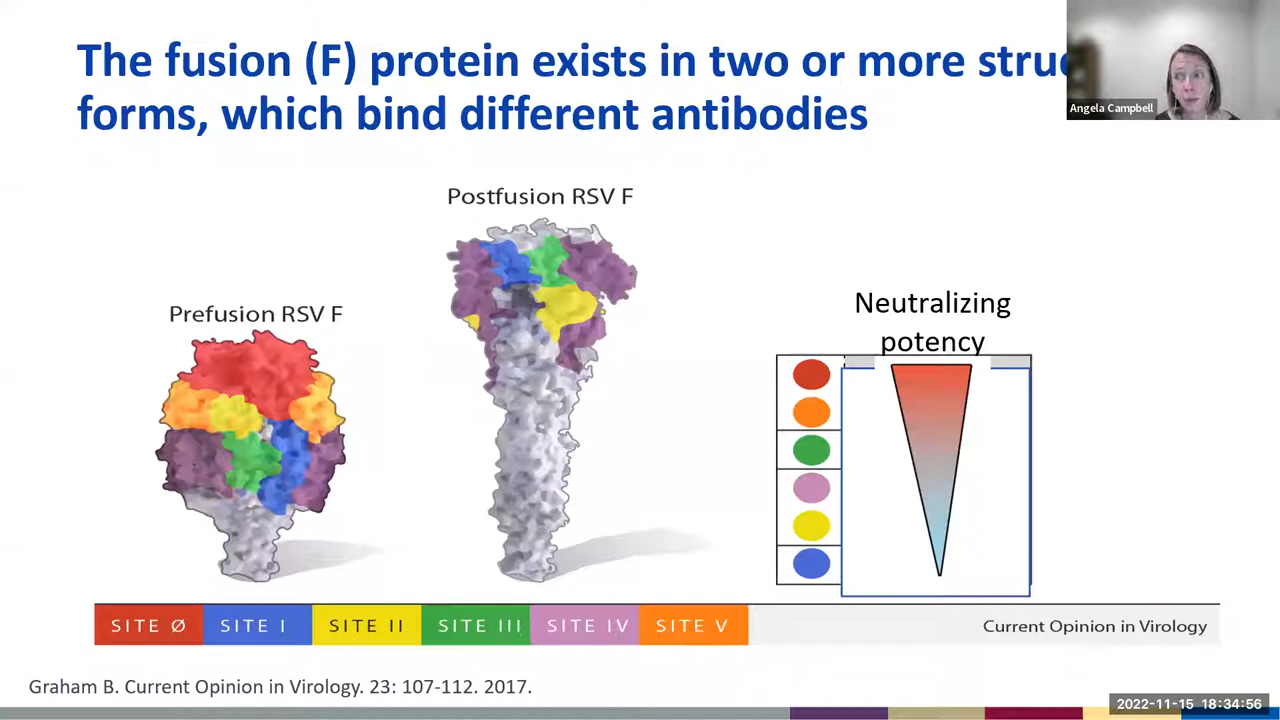 The fusion (F) protein exists in two or more
forms, which bind different antibodies
Angela Campbell
Postfusion RSV F
Prefusion RSV F
Neutralizing
potency
SITE Ø SITE I SITE II SITE III SITE IV SITE V
Current Opinion in Virology
Graham B. Current Opinion in Virology. 23: 107-112. 2017.
2022-11-15 18:34:56